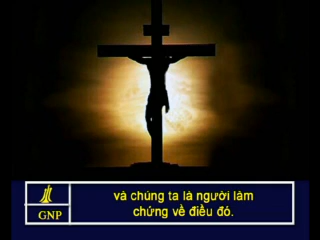 và chúng ta là người làm
chứng về điều đó.
GNP